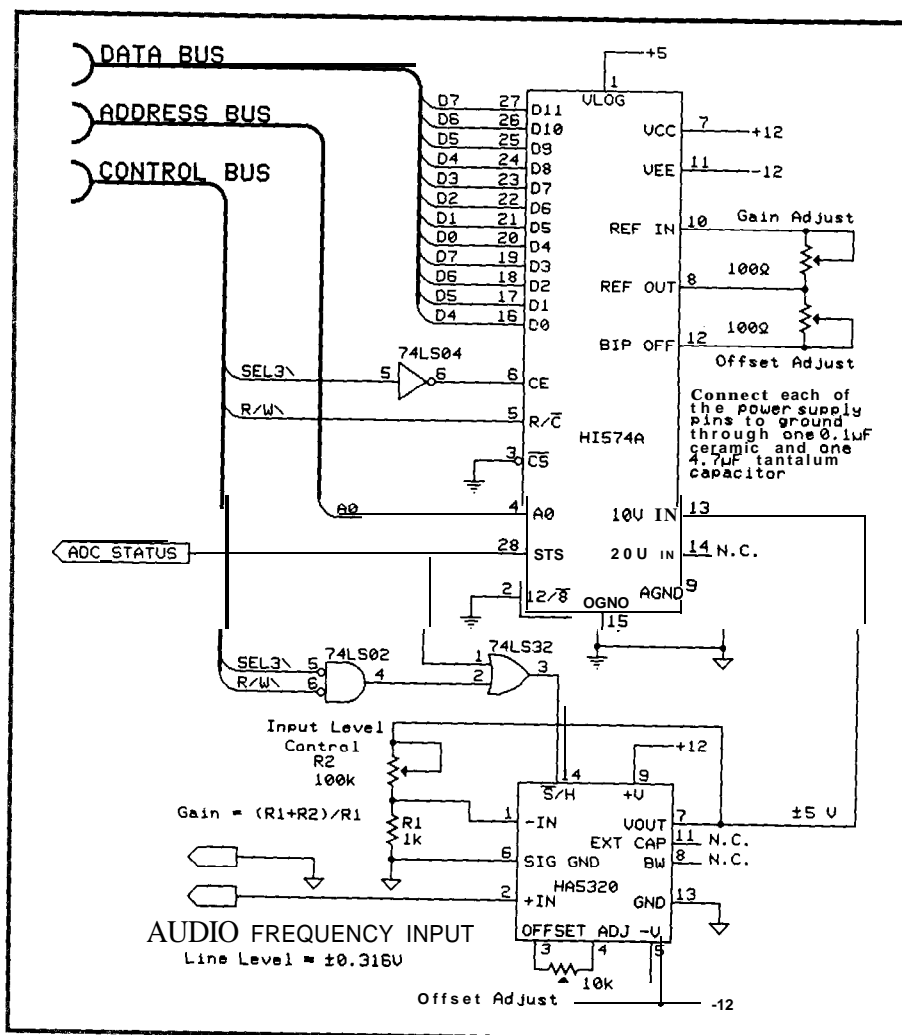 DATA BUS
ADDRESS BUS
CONTROL BUS
+5
1
VLOG
D7 27 D11
D6 26 D10
D5 25 D9
D4 24 D8
D3 23 D7
D2 22 D6
D1 21 D5
D0 20 D4
D7 19 D3
D6 18 D2
D5 17 D1
D4 16 D0
VCC 7 +12
VEE 11 -12
REF IN 10 Gain Adjust
100Ω
REF OUT 8
100Ω
BIP OFF 12
Offset Adjust
74LS04
SEL3\ 5 6 6 CE
R/W\ 5 R/C
3 CS
HI574A
Connect each of
the power supply
pins to ground
through one 0.1µF
ceramic and one
4.7µF tantalum
capacitor
A0 4 A0
10V IN 13
ADC_STATUS 28 STS
20U IN 14 N.C.
2 12/8
AGND 9
OGNO
15
74LS02
74LS32
SEL3\ 5
4
R/W\ 6
1
2
3
Input Level
Control
R2
100k
+12
14 9
S/H +V
Gain = (R1+R2)/R1
R1
1k
1 -IN
VOUT 7 ±5 V
EXT CAP 11 N.C.
BW 8 N.C.
6 SIG GND
HA5320
2 +IN
GND 13
AUDIO FREQUENCY INPUT
Line Level ≈ ±0.316V
OFFSET ADJ -V
3 4 5
10k
Offset Adjust -12